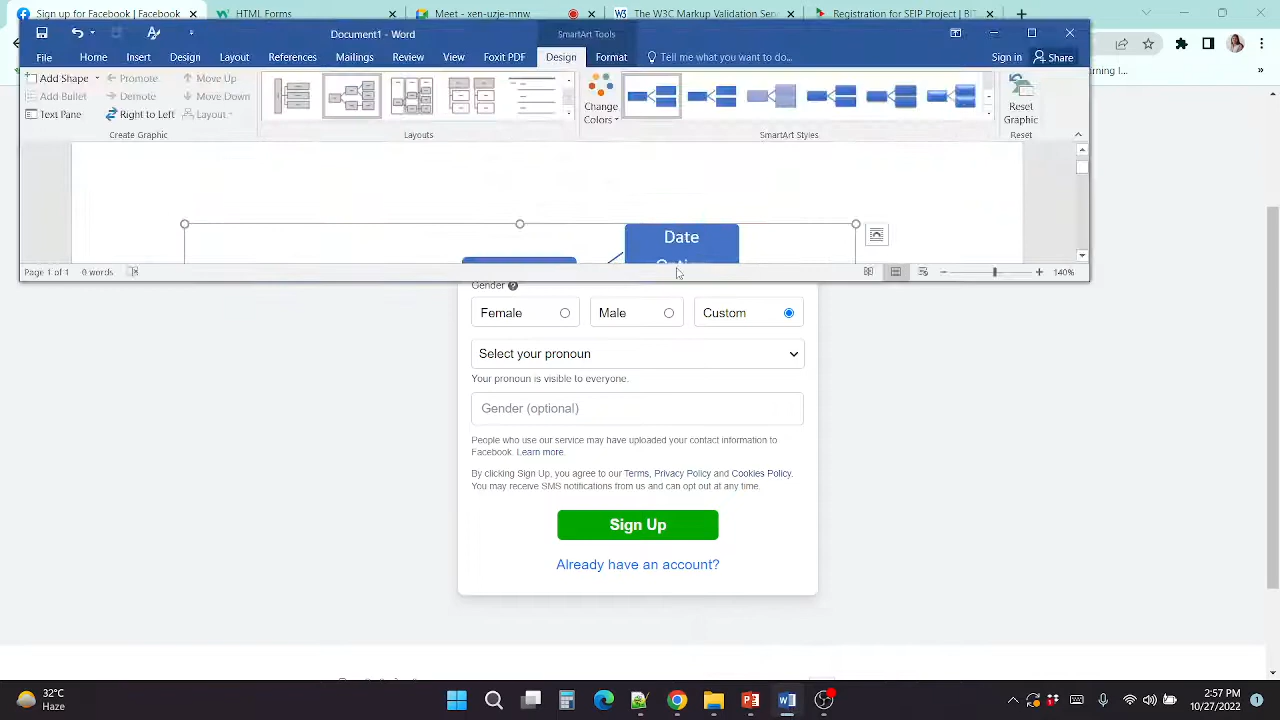 Sign up for Facebook | Facebook
HTML Forms
Meet - xen-uzje-nnw
The W3C Markup Validation Ser
Registration for SEIP Project | BIT
Document1 - Word
SmartArt Tools
File Home Insert Design Layout References Mailings Review View Foxit PDF Design Format Tell me what you want to do... Sign in Share
Add Shape Promote Move Up
Add Bullet Demote Move Down
Text Pane Right to Left Layout
Create Graphic
Layouts
Change
Colors
SmartArt Styles
Reset
Graphic
Reset
Date
Page 1 of 1 0 words
140%
Gender
Female
Male
Custom
Select your pronoun
Your pronoun is visible to everyone.
Gender (optional)
People who use our service may have uploaded your contact information to
Facebook. Learn more.
By clicking Sign Up, you agree to our Terms, Privacy Policy and Cookies Policy.
You may receive SMS notifications from us and can opt out at any time.
Sign Up
Already have an account?
32°C
Haze
2:57 PM
10/27/2022